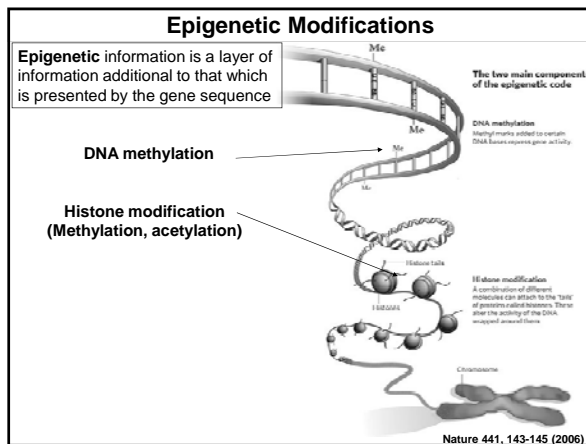 Epigenetic Modifications
Epigenetic information is a layer of
information additional to that which
is presented by the gene sequence
Me
The two main component
of the epigenetic code
Me
DNA methylation
Methyl marks added to certain
DNA bases repress gene activity.
DNA methylation
Me
Me
Histone modification
(Methylation, acetylation)
Histone tails
Histones
Histone modification
A combination of different
molecules can attach to the 'tails'
of proteins called histones. These
alter the activity of the DNA
wrapped around them.
Chromosome
Nature 441, 143-145 (2006)